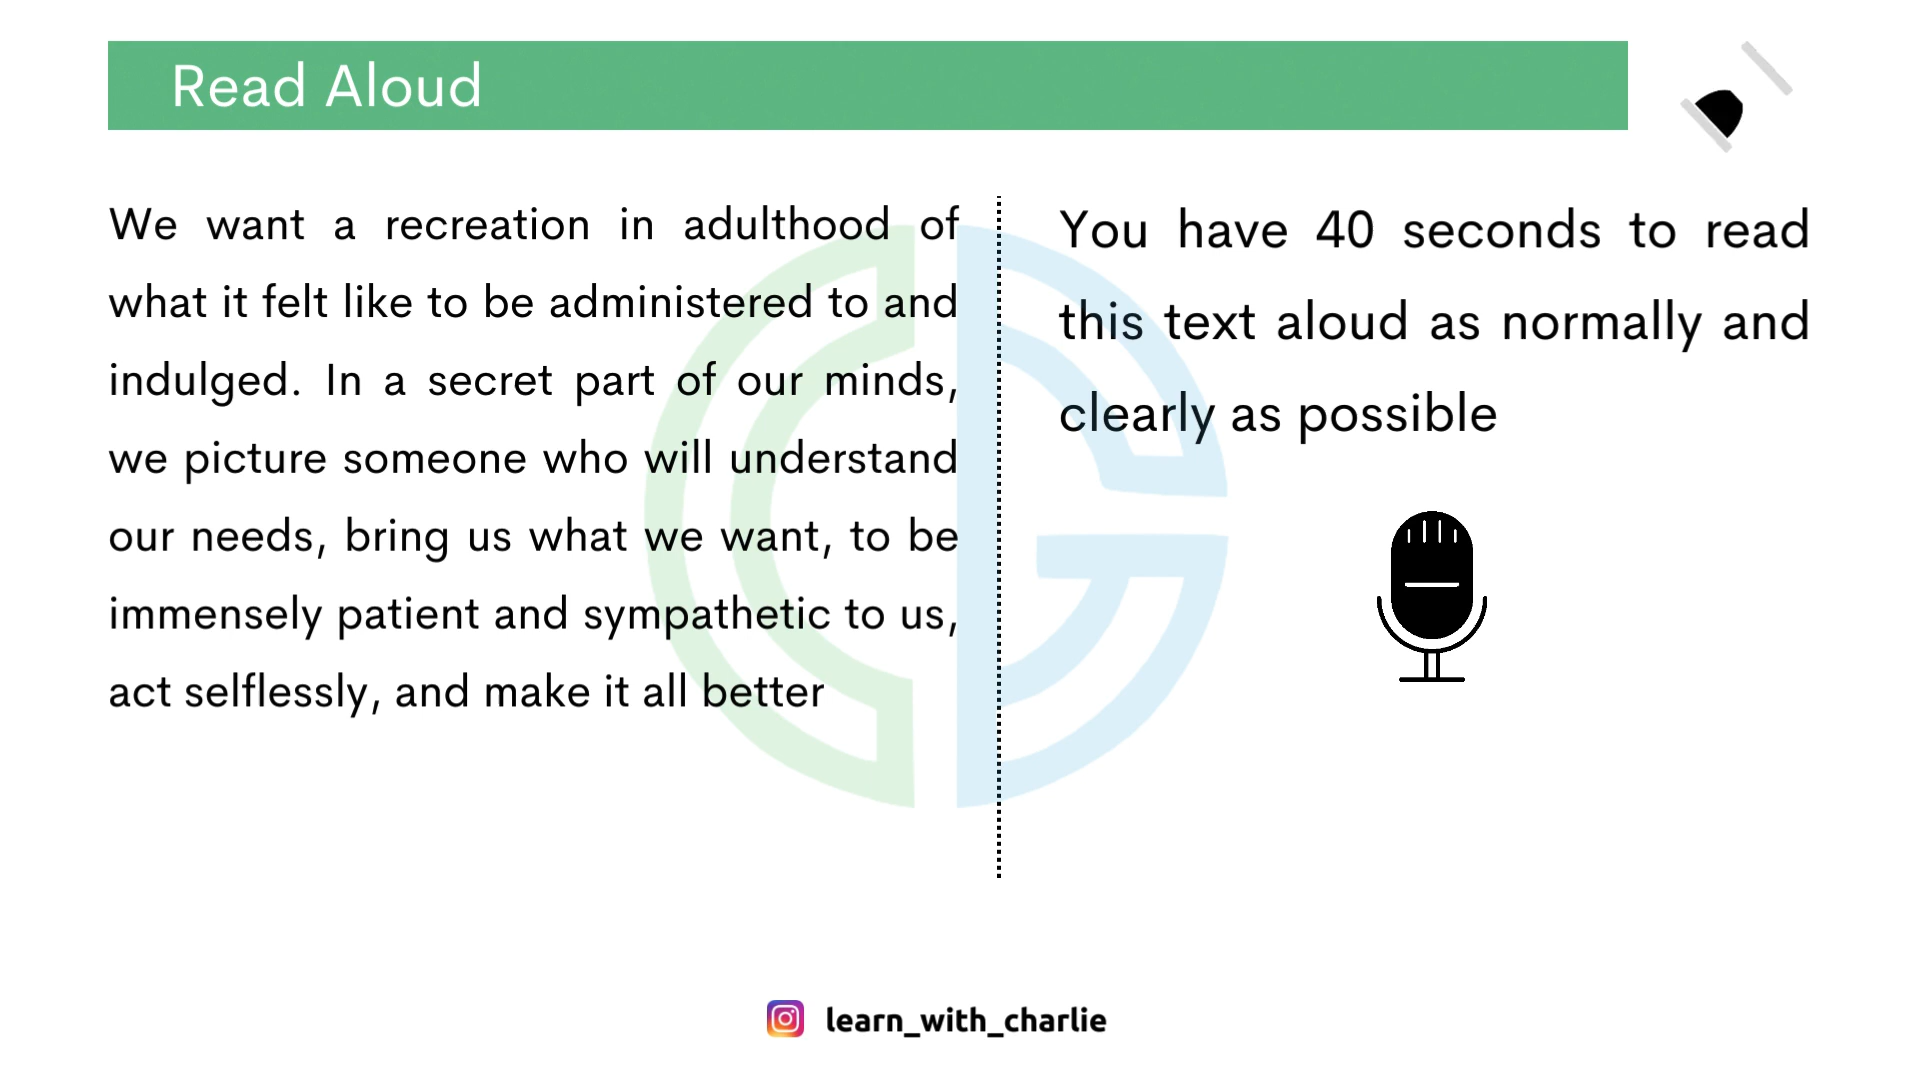 Read Aloud
We want a recreation in adulthood of
what it felt like to be administered to and
indulged. In a secret part of our minds,
we picture someone who will understand
our needs, bring us what we want, to be
immensely patient and sympathetic to us,
act selflessly, and make it all better
You have 40 seconds to read
this text aloud as normally and
clearly as possible
learn_with_charlie